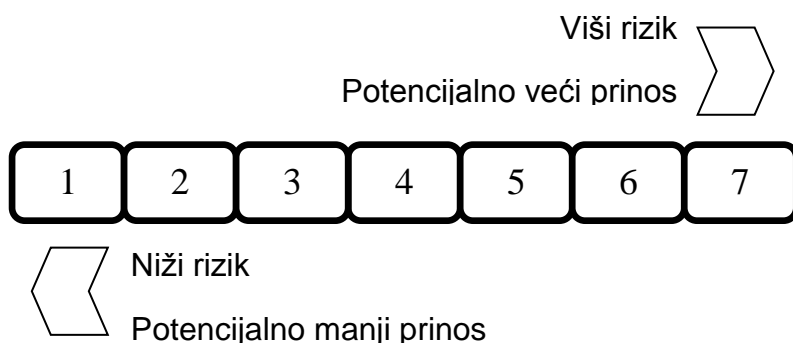 Viši rizik
Potencijalno veći prinos
1 2 3 4 5 6 7
Niži rizik
Potencijalno manji prinos